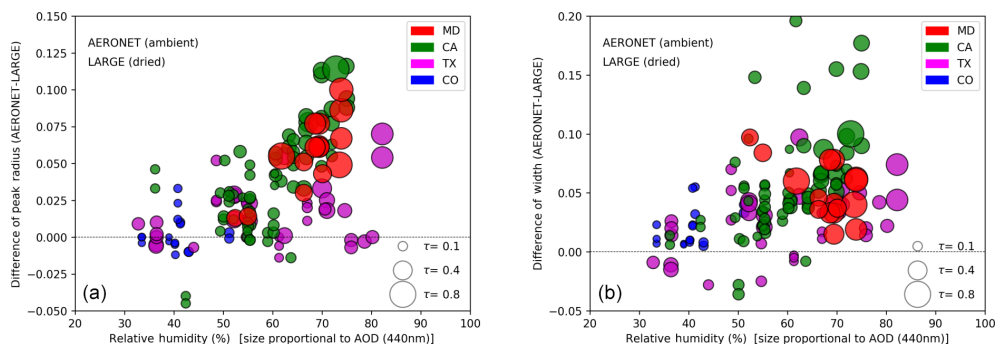 0.150
0.125
0.100
0.075
0.050
0.025
0.000
−0.025
−0.050
Difference of peak radius (AERONET-LARGE)
AERONET (ambient)
LARGE (dried)
MD
CA
TX
CO
τ= 0.1
τ= 0.4
τ= 0.8
(a)
20 30 40 50 60 70 80 90 100
Relative humidity (%) [size proportional to AOD (440nm)]
0.20
0.15
0.10
0.05
0.00
−0.05
Difference of width (AERONET-LARGE)
AERONET (ambient)
LARGE (dried)
MD
CA
TX
CO
τ= 0.1
τ= 0.4
τ= 0.8
(b)
20 30 40 50 60 70 80 90 100
Relative humidity (%) [size proportional to AOD (440nm)]